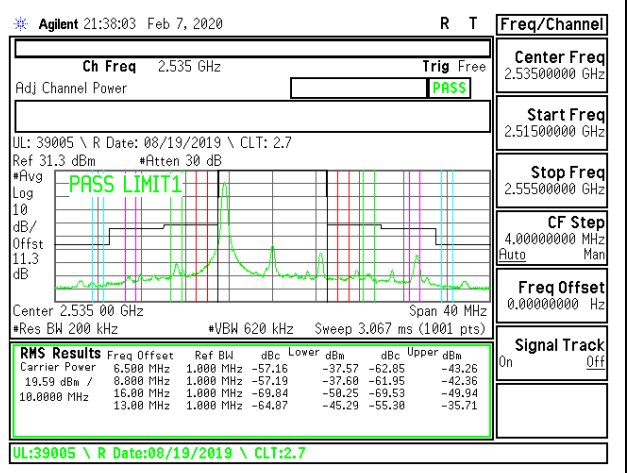 Agilent 21:38:03 Feb 7, 2020 R T
Freq/Channel
Ch Freq 2.535 GHz Trig Free
Adj Channel Power PASS
UL: 39005 \ R Date: 08/19/2019 \ CLT: 2.7
Ref 31.3 dBm #Atten 30 dB
#Avg
Log
10
dB/
Offst
11.3
dB
PASS LIMIT1
Center 2.535 00 GHz Span 40 MHz
#Res BW 200 kHz #VBW 620 kHz Sweep 3.067 ms (1001 pts)
RMS Results Freq Offset Ref BW dBc Lower dBm dBc Upper dBm
Carrier Power 6.500 MHz 1.000 MHz -57.16 -37.57 -62.85 -43.26
19.59 dBm / 8.800 MHz 1.000 MHz -57.19 -37.60 -61.95 -42.36
10.0000 MHz 16.00 MHz 1.000 MHz -69.84 -50.25 -69.53 -49.94
13.00 MHz 1.000 MHz -64.87 -45.29 -55.30 -35.71
UL:39005 \ R Date:08/19/2019 \ CLT:2.7
Center Freq
2.53500000 GHz
Start Freq
2.51500000 GHz
Stop Freq
2.55500000 GHz
CF Step
4.00000000 MHz
Auto Man
Freq Offset
0.00000000 Hz
Signal Track
On Off